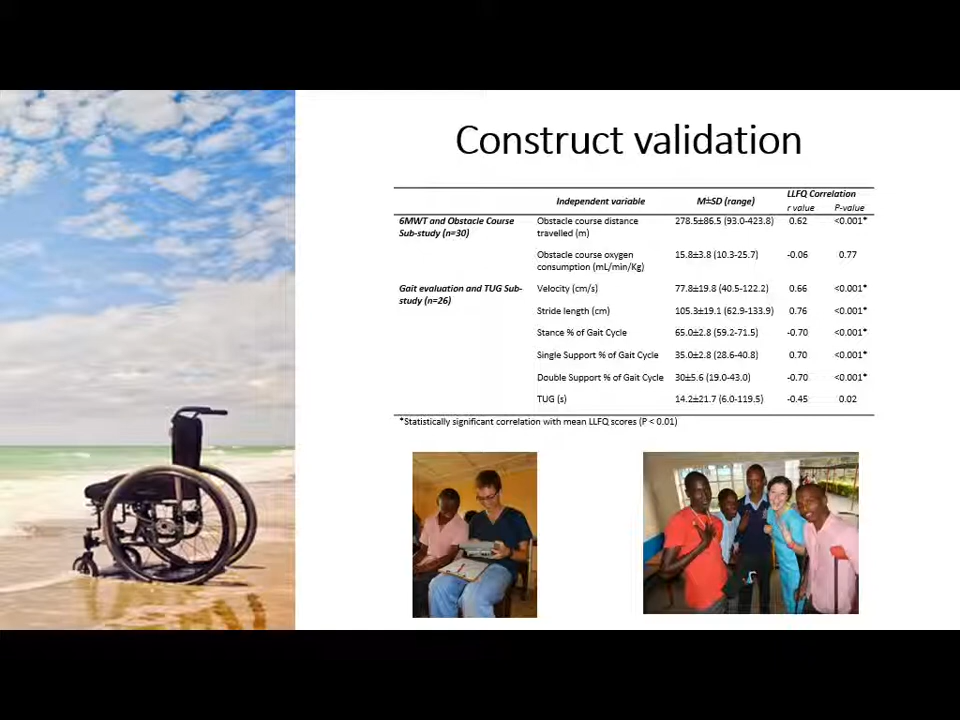 Construct validation
LLFQ Correlation
Independent variable M±SD (range)
r value P-value
6MWT and Obstacle Course Obstacle course distance 278.5±86.5 (93.0-423.8) 0.62 <0.001*
Sub-study (n=30) travelled (m)
Obstacle course oxygen 15.8±3.8 (10.3-25.7) -0.06 0.77
consumption (mL/min/Kg)
Gait evaluation and TUG Sub- Velocity (cm/s) 77.8±19.8 (40.5-122.2) 0.66 <0.001*
study (n=26)
Stride length (cm) 105.3±19.1 (62.9-133.9) 0.76 <0.001*
Stance % of Gait Cycle 65.0±2.8 (59.2-71.5) -0.70 <0.001*
Single Support % of Gait Cycle 35.0±2.8 (28.6-40.8) 0.70 <0.001*
Double Support % of Gait Cycle 30±5.6 (19.0-43.0) -0.70 <0.001*
TUG (s) 14.2±21.7 (6.0-119.5) -0.45 0.02
*Statistically significant correlation with mean LLFQ scores (P < 0.01)